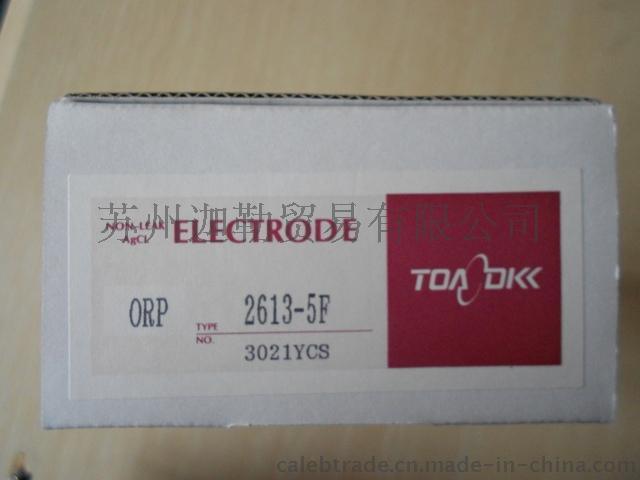 苏州迦勒贸易有限公司
NON-LEAK
AgCl
ELECTRODE
TOA DKK
ORP
TYPE 2613-5F
NO. 3021YCS
calebtrade.cn.made-in-china.com